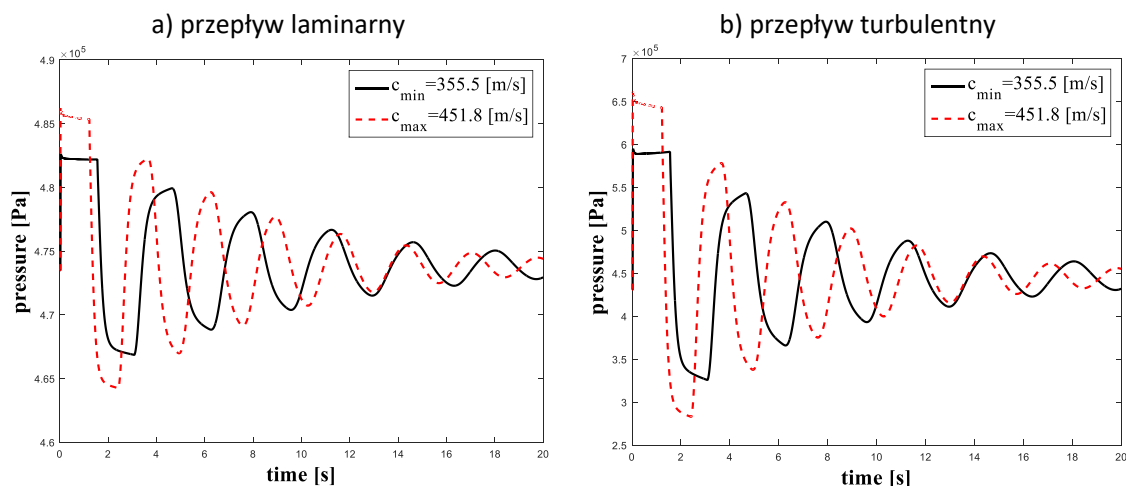 a) przepływ laminarny
×10⁵
4.9
4.85
4.8
4.75
4.7
4.65
4.6
pressure [Pa]
c_min=355.5 [m/s]
c_max=451.8 [m/s]
0 2 4 6 8 10 12 14 16 18 20
time [s]
b) przepływ turbulentny
×10⁵
7
6.5
6
5.5
5
4.5
4
3.5
3
2.5
pressure [Pa]
c_min=355.5 [m/s]
c_max=451.8 [m/s]
0 2 4 6 8 10 12 14 16 18 20
time [s]